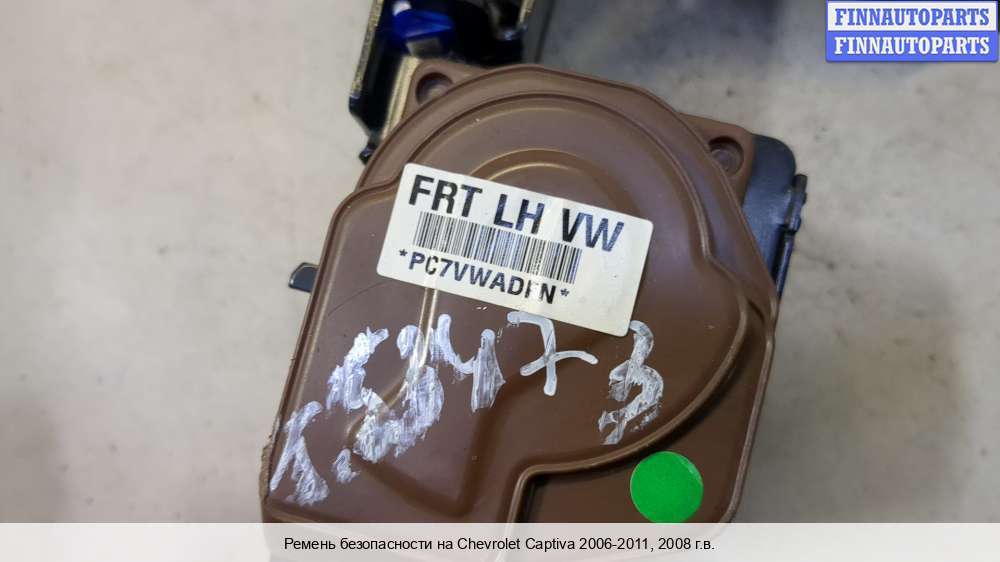 FINNAUTOPARTS
FINNAUTOPARTS
FRT LH VW
*PC7VWADFN*
Ремень безопасности на Chevrolet Captiva 2006-2011, 2008 г.в.